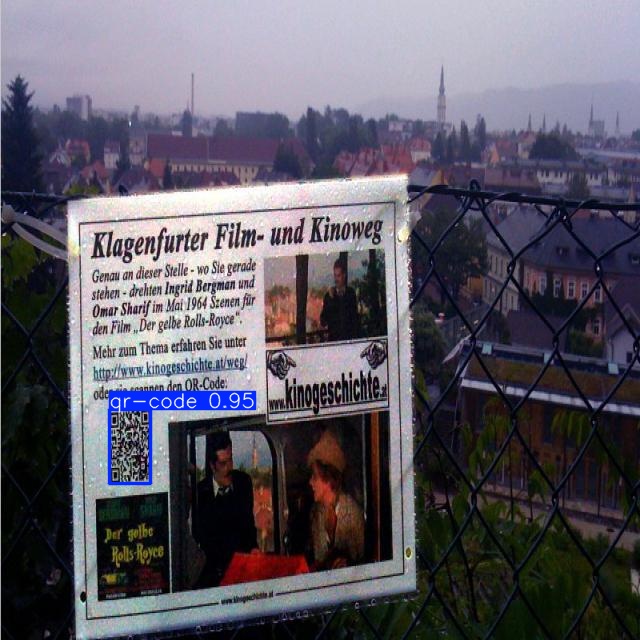 Klagenfurter Film- und Kinoweg
Genau an dieser Stelle - wo Sie gerade
stehen - drehten Ingrid Bergman und
Omar Sharif im Mai 1964 Szenen für
den Film „Der gelbe Rolls-Royce".
Mehr zum Thema erfahren Sie unter
http://www.kinogeschichte.at/weg/
oder sie scannen den QR-Code:
qr-code 0.95
www.kinogeschichte.at
Der gelbe
Rolls-Royce
www.kinogeschichte.at